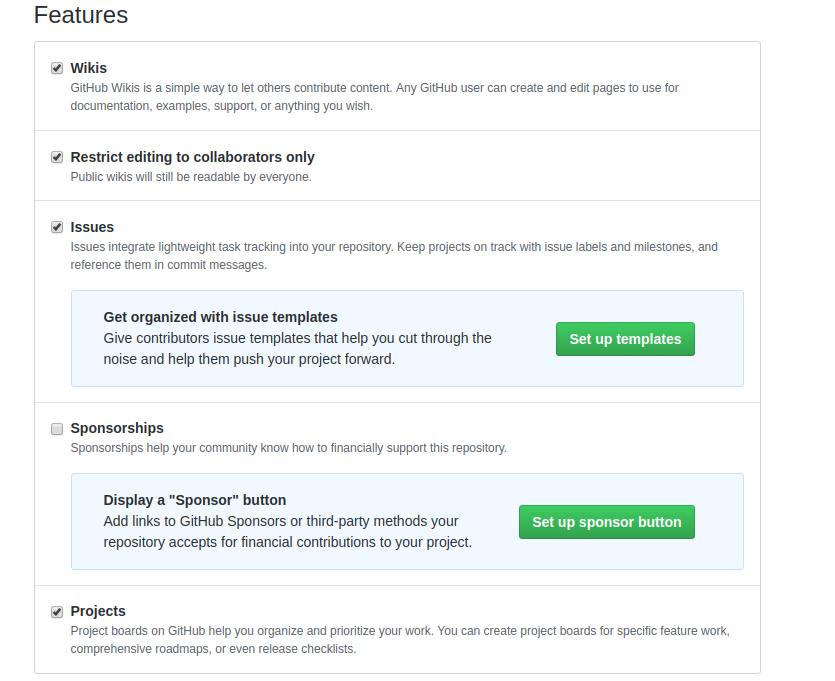 Features
Wikis
GitHub Wikis is a simple way to let others contribute content. Any GitHub user can create and edit pages to use for
documentation, examples, support, or anything you wish.
Restrict editing to collaborators only
Public wikis will still be readable by everyone.
Issues
Issues integrate lightweight task tracking into your repository. Keep projects on track with issue labels and milestones, and
reference them in commit messages.
Get organized with issue templates
Give contributors issue templates that help you cut through the
noise and help them push your project forward.
Set up templates
Sponsorships
Sponsorships help your community know how to financially support this repository.
Display a "Sponsor" button
Add links to GitHub Sponsors or third-party methods your
repository accepts for financial contributions to your project.
Set up sponsor button
Projects
Project boards on GitHub help you organize and prioritize your work. You can create project boards for specific feature work,
comprehensive roadmaps, or even release checklists.